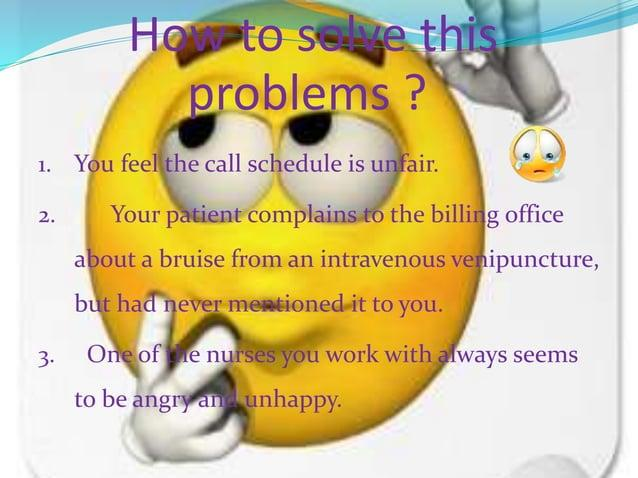 How to solve this
problems ?
1. You feel the call schedule is unfair.
2. Your patient complains to the billing office
about a bruise from an intravenous venipuncture,
but had never mentioned it to you.
3. One of the nurses you work with always seems
to be angry and unhappy.